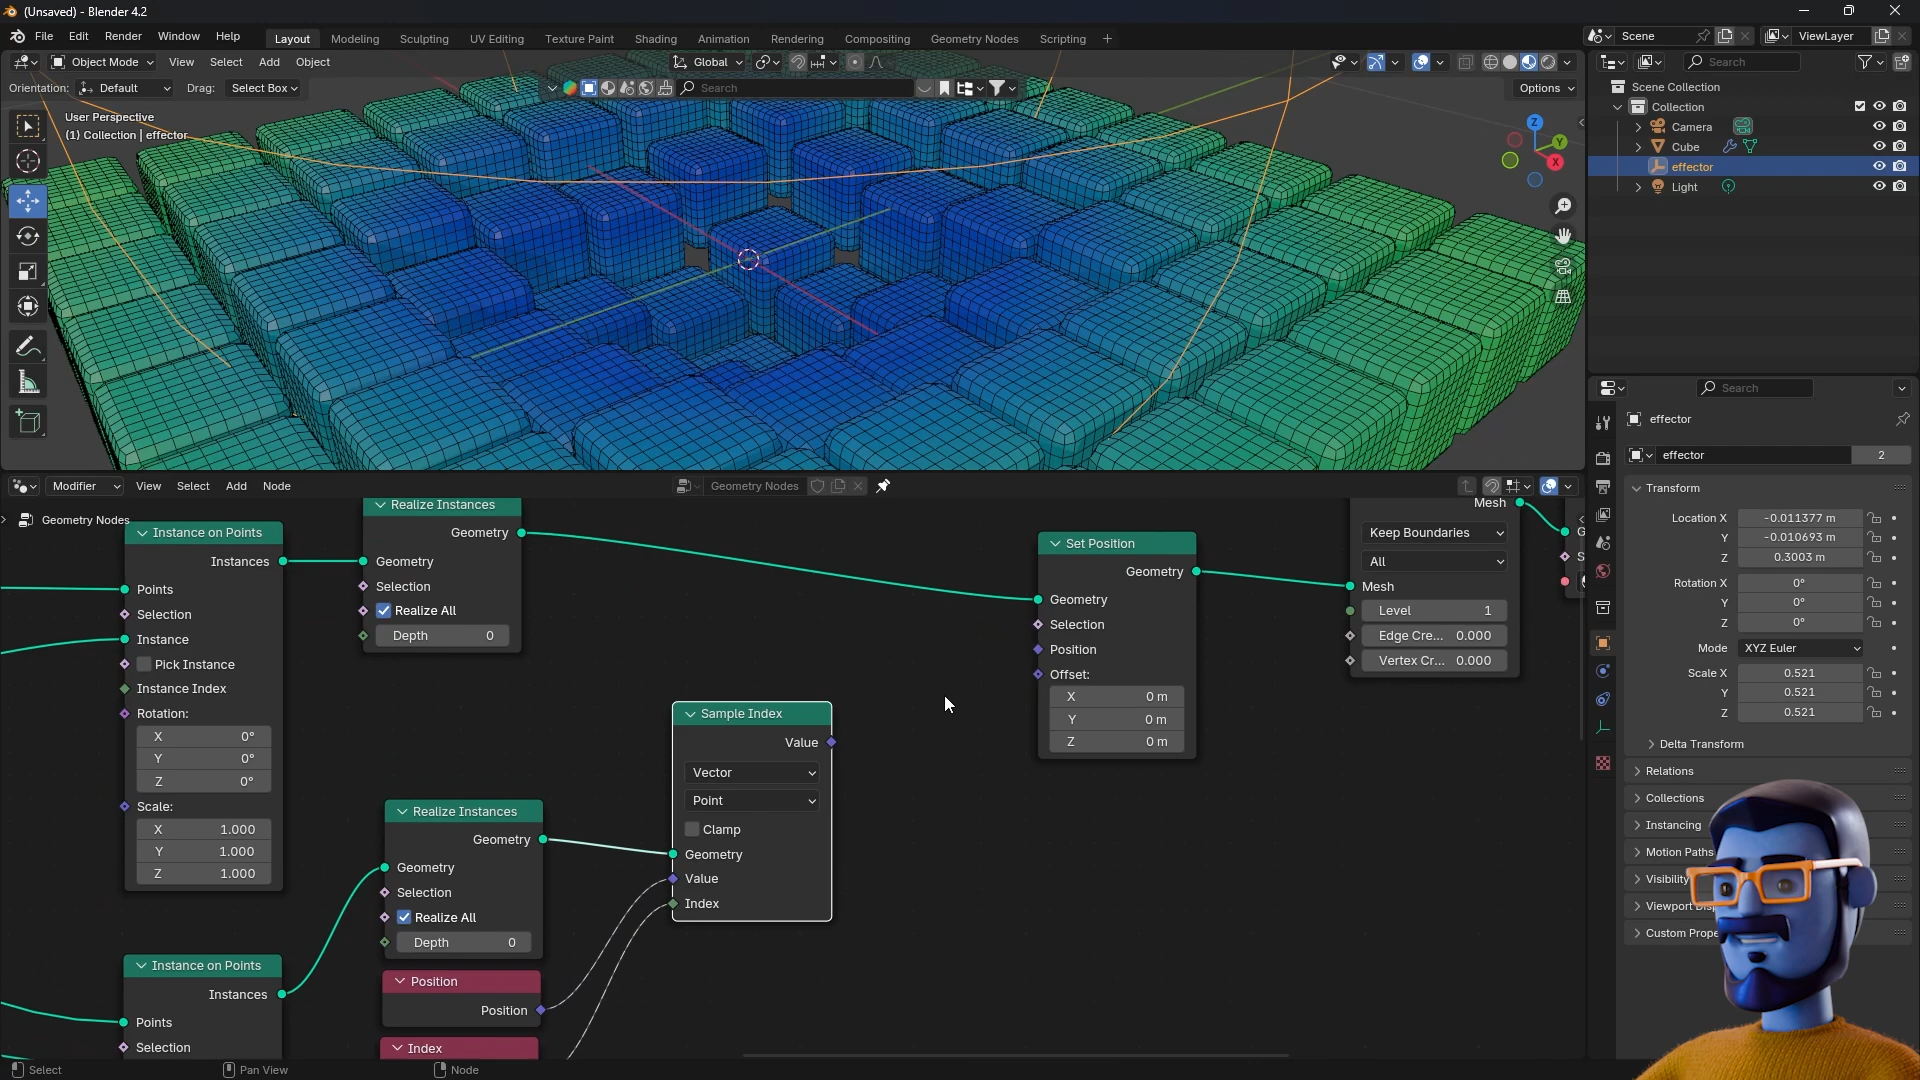 (Unsaved) - Blender 4.2
File Edit Render Window Help Layout Modeling Sculpting UV Editing Texture Paint Shading Animation Rendering Compositing Geometry Nodes Scripting + Scene ViewLayer
Object Mode View Select Add Object Global Search
Orientation: Default Drag: Select Box Search Options
User Perspective
(1) Collection | effector
Z
Y
X
Scene Collection
Collection
Camera
Cube
effector
Light
Search
effector
effector 2
Transform
Location X -0.011377 m
Y -0.010693 m
Z 0.3003 m
Rotation X 0°
Y 0°
Z 0°
Mode XYZ Euler
Scale X 0.521
Y 0.521
Z 0.521
Delta Transform
Relations
Collections
Instancing
Motion Paths
Visibility
Viewport Disp
Custom Prope
Modifier View Select Add Node Geometry Nodes
Geometry Nodes
Instance on Points
Instances
Points
Selection
Instance
Pick Instance
Instance Index
Rotation:
X 0°
Y 0°
Z 0°
Scale:
X 1.000
Y 1.000
Z 1.000
Realize Instances
Geometry
Geometry
Selection
Realize All
Depth 0
Set Position
Geometry
Geometry
Selection
Position
Offset:
X 0 m
Y 0 m
Z 0 m
Mesh
Keep Boundaries
All
Mesh
Level 1
Edge Cre... 0.000
Vertex Cr... 0.000
G
S
Sample Index
Value
Vector
Point
Clamp
Geometry
Value
Index
Realize Instances
Geometry
Geometry
Selection
Realize All
Depth 0
Position
Position
Index
Instance on Points
Instances
Points
Selection
Select Pan View Node